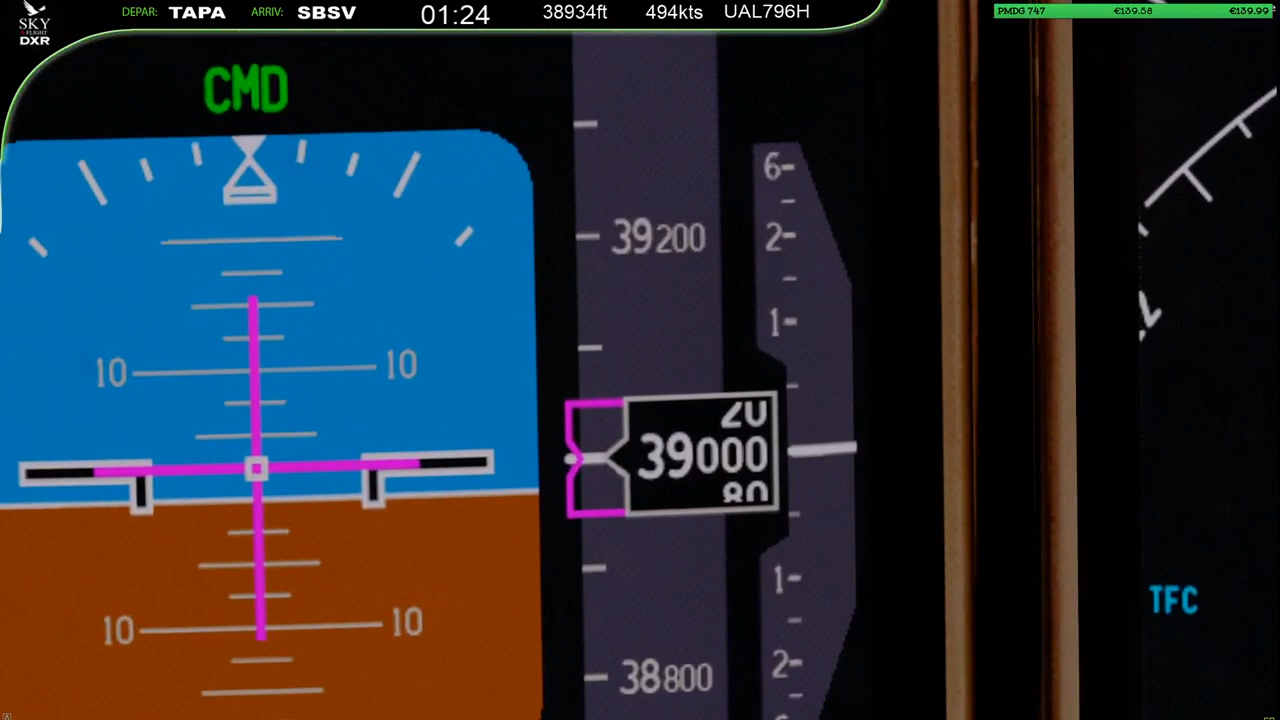 SKY
FLIGHT
DXR
DEPAR: TAPA ARRIV: SBSV 01:24 38934ft 494kts UAL796H
PMDG 747 €139.58 €139.99
CMD
10 10
10 10
39200
20
39000
80
38800
6
2
1
1
2
TFC